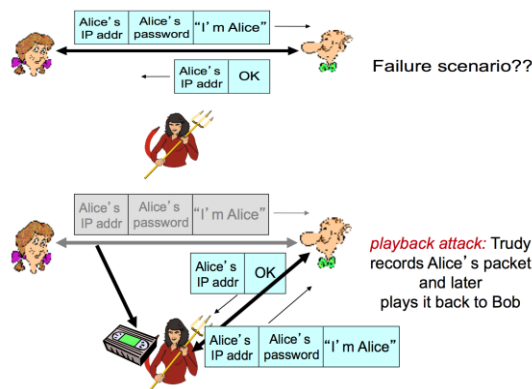 Alice's
IP addr
Alice's
password
"I'm Alice"
Alice's
IP addr
OK
Failure scenario??
Alice's
IP addr
Alice's
password
"I'm Alice"
Alice's
IP addr
OK
playback attack: Trudy
records Alice's packet
and later
plays it back to Bob
Alice's
IP addr
Alice's
password
"I'm Alice"